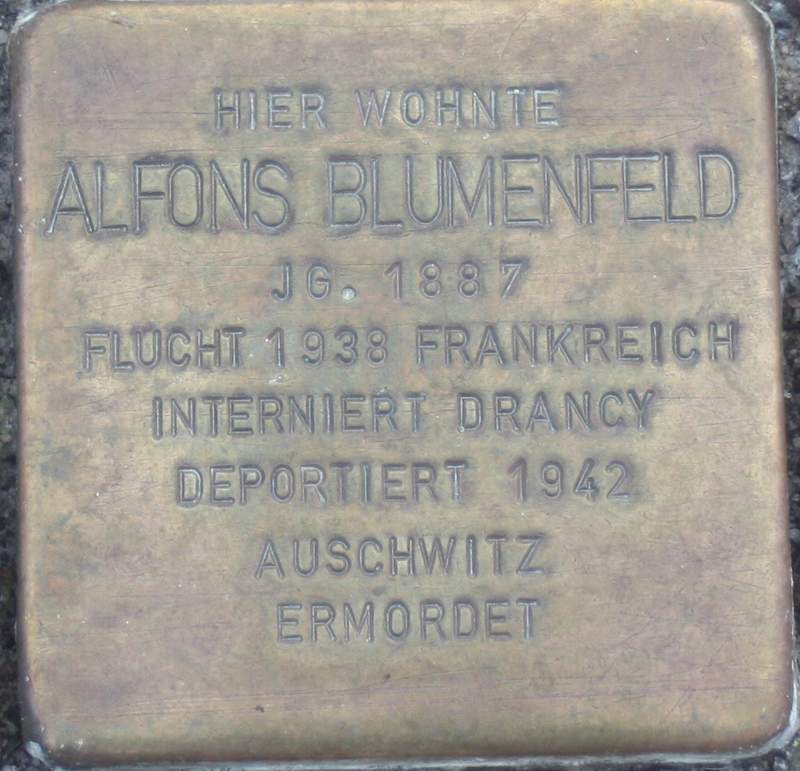 HIER WOHNTE
ALFONS BLUMENFELD
JG. 1887
FLUCHT 1938 FRANKREICH
INTERNIERT DRANCY
DEPORTIERT 1942
AUSCHWITZ
ERMORDET